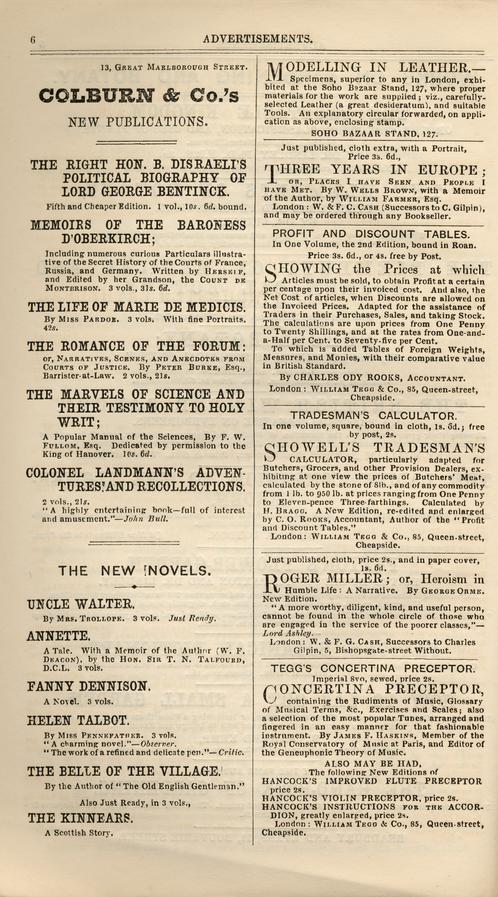 6
ADVERTISEMENTS.
13, GREAT MARLBOROUGH STREET.
COLBURN & Co.'s
NEW PUBLICATIONS.
THE RIGHT HON. B. DISRAELI'S
POLITICAL BIOGRAPHY OF
LORD GEORGE BENTINCK.
Fifth and Cheaper Edition. 1 vol., 10s. 6d. bound.
MEMOIRS OF THE BARONESS
D'OBERKIRCH;
Including numerous curious Particulars illustra-
tive of the Secret History of the Courts of France,
Russia, and Germany. Written by HERSELF,
and Edited by her Grandson, the COUNT DE
MONTBRISON. 3 vols., 31s. 6d.
THE LIFE OF MARIE DE MEDICIS.
By MISS PARDOE. 3 vols. With fine Portraits.
42s.
THE ROMANCE OF THE FORUM:
or, NARRATIVES, SCENES, AND ANECDOTES FROM
COURTS OF JUSTICE. By PETER BURKE, Esq.,
Barrister-at-Law. 2 vols., 21s.
THE MARVELS OF SCIENCE AND
THEIR TESTIMONY TO HOLY
WRIT;
A Popular Manual of the Sciences, By F. W.
FULLOM, Esq. Dedicated by permission to the
King of Hanover. 10s. 6d.
COLONEL LANDMANN'S ADVEN-
TURES AND RECOLLECTIONS.
2 vols., 21s.
"A highly entertaining book—full of interest
and amusement."—John Bull.
THE NEW NOVELS.
UNCLE WALTER.
By MRS. TROLLOPE. 3 vols. Just Ready.
ANNETTE.
A Tale. With a Memoir of the Author (W. F.
DEACON), by the Hon. SIR T. N. TALFOURD,
D.C.L. 3 vols.
FANNY DENNISON.
A Novel. 3 vols.
HELEN TALBOT.
By MISS PENNEFATHER. 3 vols.
"A charming novel."—Observer.
"The work of a refined and delicate pen."—Critic.
THE BELLE OF THE VILLAGE.
By the Author of "The Old English Gentleman."
Also Just Ready, in 3 vols.,
THE KINNEARS.
A Scottish Story.
MODELLING IN LEATHER.—
Specimens, superior to any in London, exhi-
bited at the Soho Bazaar Stand, 127, where proper
materials for the work are supplied; viz., carefully-
selected Leather (a great desideratum), and suitable
Tools. An explanatory circular forwarded, on appli-
cation as above, enclosing stamp.
SOHO BAZAAR STAND, 127.
Just published, cloth extra, with a Portrait,
Price 3s. 6d.,
THREE YEARS IN EUROPE;
OR, PLACES I HAVE SEEN AND PEOPLE I
HAVE MET. By W. WELLS BROWN, with a Memoir
of the Author, by WILLIAM FARMER, Esq.
London: W. & F. G. CASH (Successors to C. Gilpin),
and may be ordered through any Bookseller.
PROFIT AND DISCOUNT TABLES.
In One Volume, the 2nd Edition, bound in Roan.
Price 3s. 6d., or 4s. free by Post.
SHOWING the Prices at which
Articles must be sold, to obtain Profit at a certain
per centage upon their invoiced cost. And also, the
Net Cost of articles, when Discounts are allowed on
the Invoiced Prices. Adapted for the assistance of
Traders in their Purchases, Sales, and taking Stock.
The calculations are upon prices from One Penny
to Twenty Shillings, and at the rates from One-and-
a-Half per Cent. to Seventy-five per Cent.
To which is added Tables of Foreign Weights,
Measures, and Monies, with their comparative value
in British Standard.
By CHARLES ODY ROOKS, ACCOUNTANT.
London: WILLIAM TEGG & Co., 85, Queen-street,
Cheapside.
TRADESMAN'S CALCULATOR.
In one volume, square, bound in cloth, 1s. 6d.; free
by post, 2s.
SHOWELL'S TRADESMAN'S
CALCULATOR, particularly adapted for
Butchers, Grocers, and other Provision Dealers, ex-
hibiting at one view the prices of Butchers' Meat,
calculated by the stone of 8lb., and of any commodity
from 1 lb. to 950 lb. at prices ranging from One Penny
to Eleven-pence Three-farthings. Calculated by
H. BRAGG. A New Edition, re-edited and enlarged
by C. O. ROOKS, Accountant, Author of the "Profit
and Discount Tables."
London: WILLIAM TEGG & Co., 85, Queen-street,
Cheapside.
Just published, cloth, price 2s., and in paper cover,
1s. 6d.
ROGER MILLER; or, Heroism in
Humble Life: A Narrative. By GEORGE ORME.
New Edition.
"A more worthy, diligent, kind, and useful person,
cannot be found in the whole circle of those who
are engaged in the service of the poorer classes,"—
Lord Ashley.
London: W. & F. G. CASH, Successors to Charles
Gilpin, 5, Bishopsgate-street Without.
TEGG'S CONCERTINA PRECEPTOR.
Imperial 8vo, sewed, price 2s.
CONCERTINA PRECEPTOR,
containing the Rudiments of Music, Glossary
of Musical Terms, &c., Exercises and Scales; also
a selection of the most popular Tunes, arranged and
fingered in an easy manner for that fashionable
instrument. By JAMES F. HASKINS, Member of the
Royal Conservatory of Music at Paris, and Editor of
the Geneuphonic Theory of Music.
ALSO MAY BE HAD,
The following New Editions of
HANCOCK'S IMPROVED FLUTE PRECEPTOR
price 2s.
HANCOCK'S VIOLIN PRECEPTOR, price 2s.
HANCOCK'S INSTRUCTIONS FOR THE ACCOR-
DION, greatly enlarged, price 2s.
London: WILLIAM TEGG & Co., 85, Queen-street,
Cheapside.